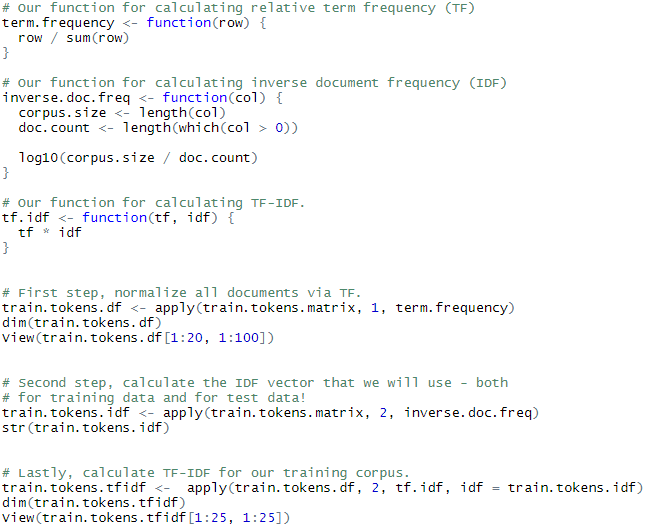 # Our function for calculating relative term frequency (TF)
term.frequency <- function(row) {
  row / sum(row)
}
# Our function for calculating inverse document frequency (IDF)
inverse.doc.freq <- function(col) {
  corpus.size <- length(col)
  doc.count <- length(which(col > 0))
  log10(corpus.size / doc.count)
}
# Our function for calculating TF-IDF.
tf.idf <- function(tf, idf) {
  tf * idf
}
# First step, normalize all documents via TF.
train.tokens.df <- apply(train.tokens.matrix, 1, term.frequency)
dim(train.tokens.df)
View(train.tokens.df[1:20, 1:100])
# Second step, calculate the IDF vector that we will use - both
# for training data and for test data!
train.tokens.idf <- apply(train.tokens.matrix, 2, inverse.doc.freq)
str(train.tokens.idf)
# Lastly, calculate TF-IDF for our training corpus.
train.tokens.tfidf <-  apply(train.tokens.df, 2, tf.idf, idf = train.tokens.idf)
dim(train.tokens.tfidf)
View(train.tokens.tfidf[1:25, 1:25])